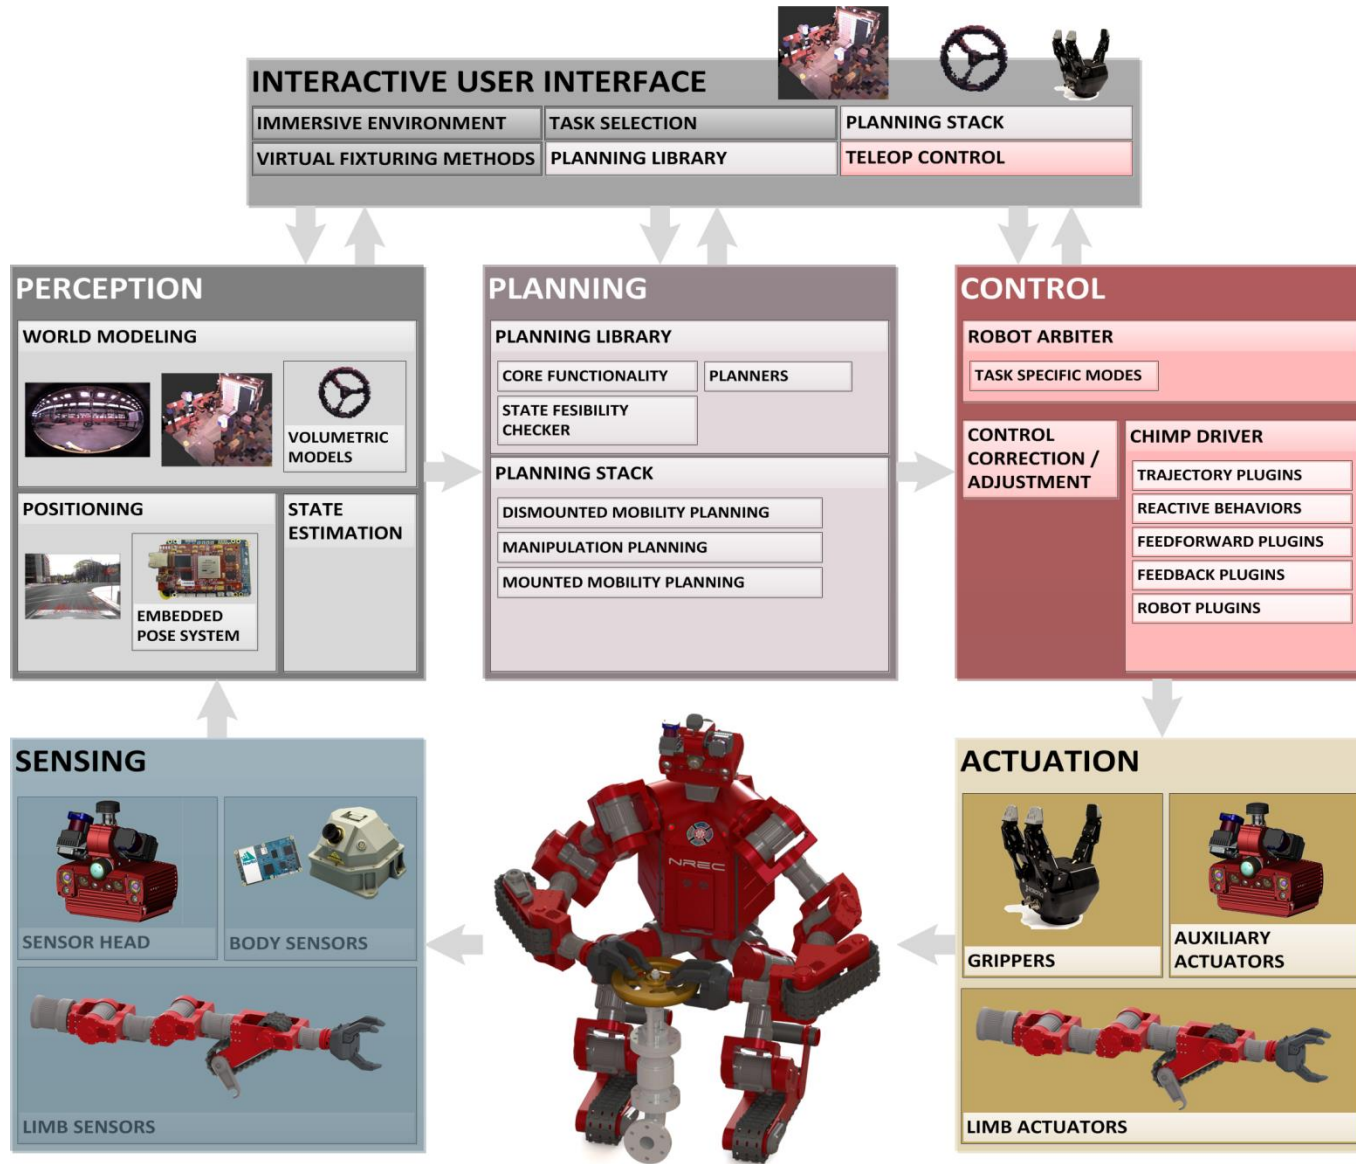 INTERACTIVE USER INTERFACE
IMMERSIVE ENVIRONMENT
TASK SELECTION
PLANNING STACK
VIRTUAL FIXTURING METHODS
PLANNING LIBRARY
TELEOP CONTROL
PERCEPTION
WORLD MODELING
VOLUMETRIC
MODELS
POSITIONING
EMBEDDED
POSE SYSTEM
STATE
ESTIMATION
PLANNING
PLANNING LIBRARY
CORE FUNCTIONALITY
PLANNERS
STATE FESIBILITY
CHECKER
PLANNING STACK
DISMOUNTED MOBILITY PLANNING
MANIPULATION PLANNING
MOUNTED MOBILITY PLANNING
CONTROL
ROBOT ARBITER
TASK SPECIFIC MODES
CONTROL
CORRECTION /
ADJUSTMENT
CHIMP DRIVER
TRAJECTORY PLUGINS
REACTIVE BEHAVIORS
FEEDFORWARD PLUGINS
FEEDBACK PLUGINS
ROBOT PLUGINS
SENSING
SENSOR HEAD
BODY SENSORS
LIMB SENSORS
NREC
ACTUATION
GRIPPERS
AUXILIARY
ACTUATORS
LIMB ACTUATORS